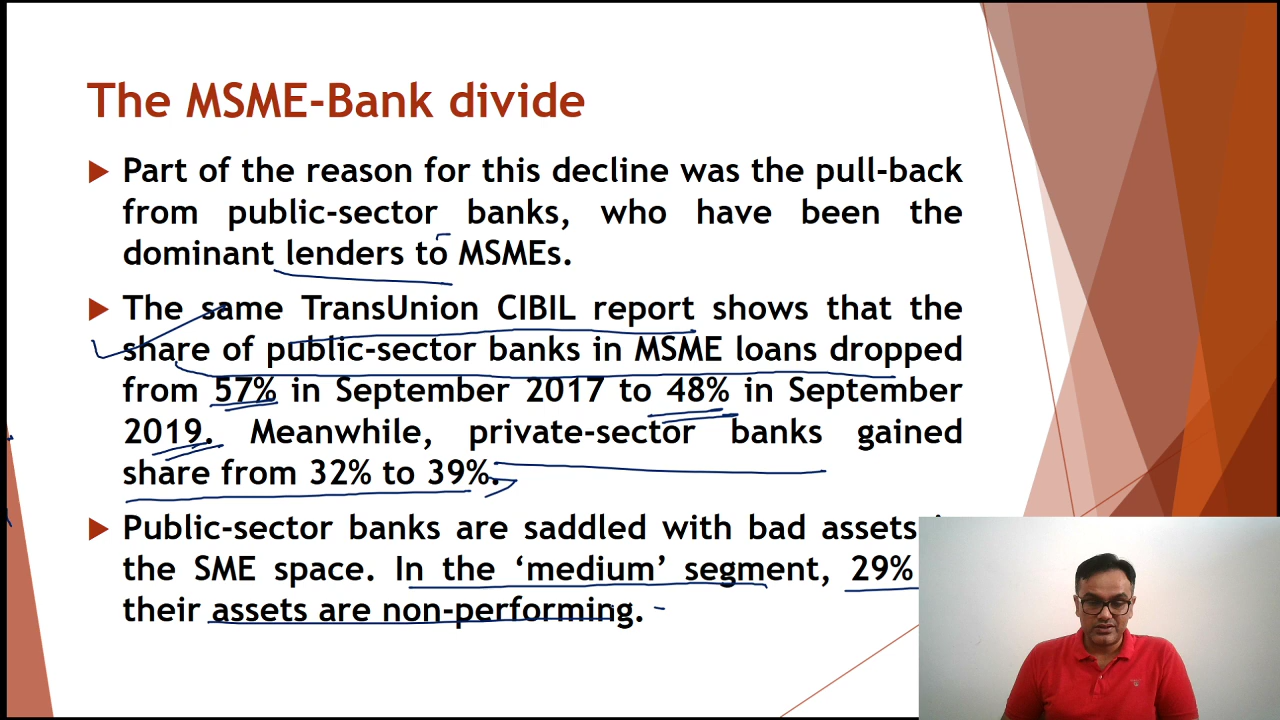 The MSME-Bank divide
Part of the reason for this decline was the pull-back
from public-sector banks, who have been the
dominant lenders to MSMEs.
The same TransUnion CIBIL report shows that the
share of public-sector banks in MSME loans dropped
from 57% in September 2017 to 48% in September
2019. Meanwhile, private-sector banks gained
share from 32% to 39%.
Public-sector banks are saddled with bad assets
the SME space. In the ‘medium’ segment, 29%
their assets are non-performing.